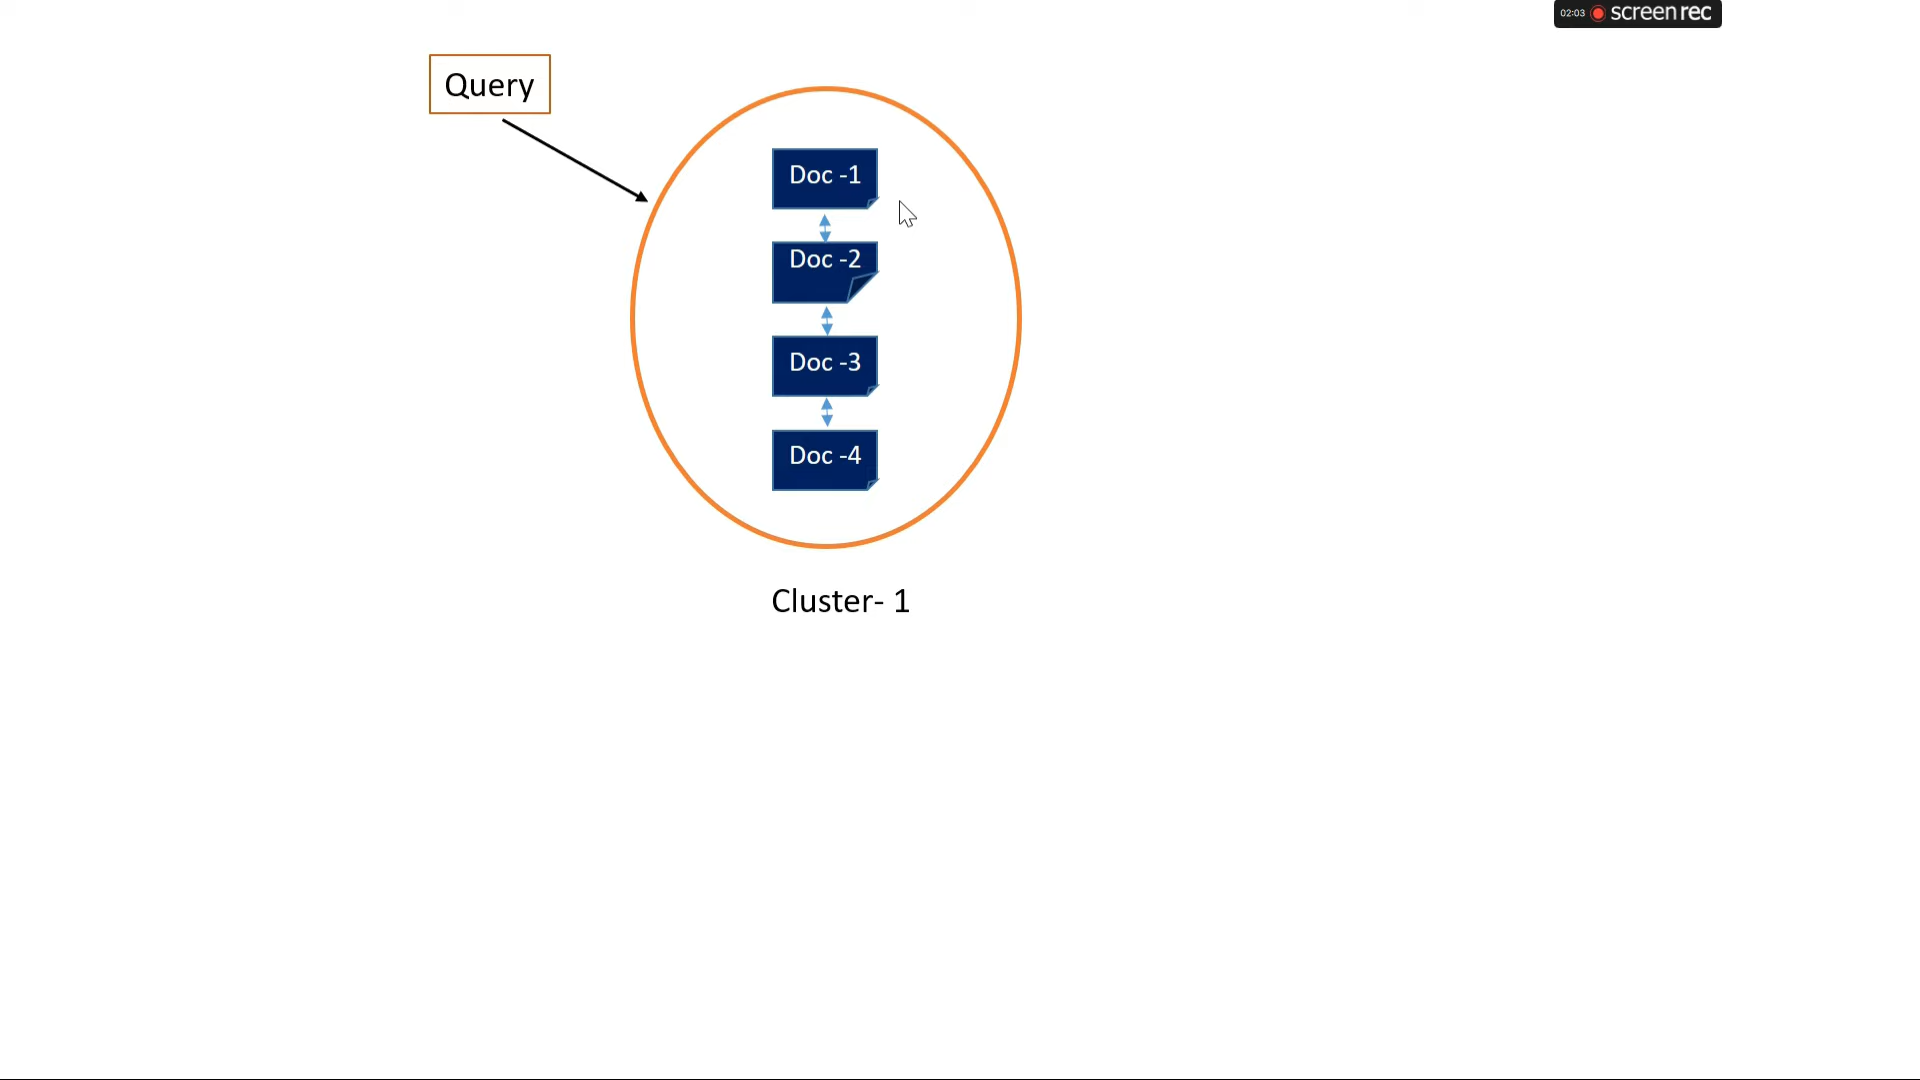 02:03 screenrec
Query
Doc -1
Doc -2
Doc -3
Doc -4
Cluster- 1